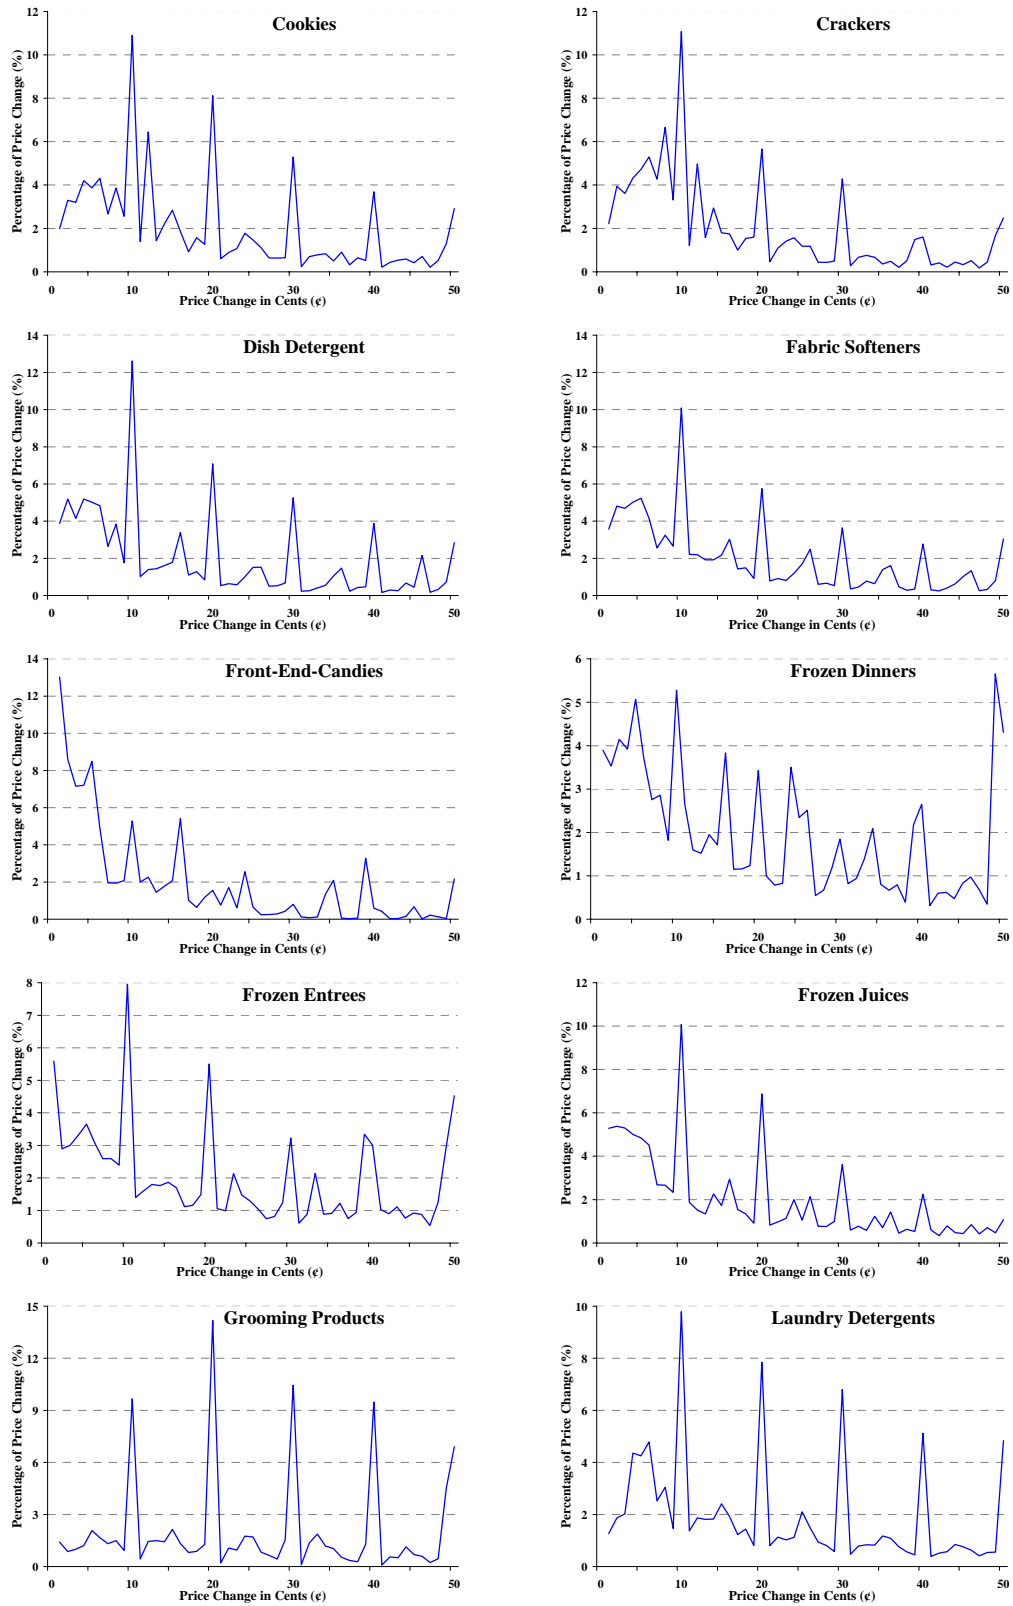 Cookies
Percentage of Price Change (%)
12
10
8
6
4
2
0
0 10 20 30 40 50
Price Change in Cents (¢)
Crackers
Percentage of Price Change (%)
12
10
8
6
4
2
0
0 10 20 30 40 50
Price Change in Cents (¢)
Dish Detergent
Percentage of Price Change (%)
14
12
10
8
6
4
2
0
0 10 20 30 40 50
Price Change in Cents (¢)
Fabric Softeners
Percentage of Price Change (%)
14
12
10
8
6
4
2
0
0 10 20 30 40 50
Price Change in Cents (¢)
Front-End-Candies
Percentage of Price Change (%)
14
12
10
8
6
4
2
0
0 10 20 30 40 50
Price Change in Cents (¢)
Frozen Dinners
Percentage of Price Change (%)
6
5
4
3
2
1
0
0 10 20 30 40 50
Price Change in Cents (¢)
Frozen Entrees
Percentage of Price Change (%)
8
7
6
5
4
3
2
1
0
0 10 20 30 40 50
Price Change in Cents (¢)
Frozen Juices
Percentage of Price Change (%)
12
10
8
6
4
2
0
0 10 20 30 40 50
Price Change in Cents (¢)
Grooming Products
Percentage of Price Change (%)
15
12
9
6
3
0
0 10 20 30 40 50
Price Change in Cents (¢)
Laundry Detergents
Percentage of Price Change (%)
10
8
6
4
2
0
0 10 20 30 40 50
Price Change in Cents (¢)